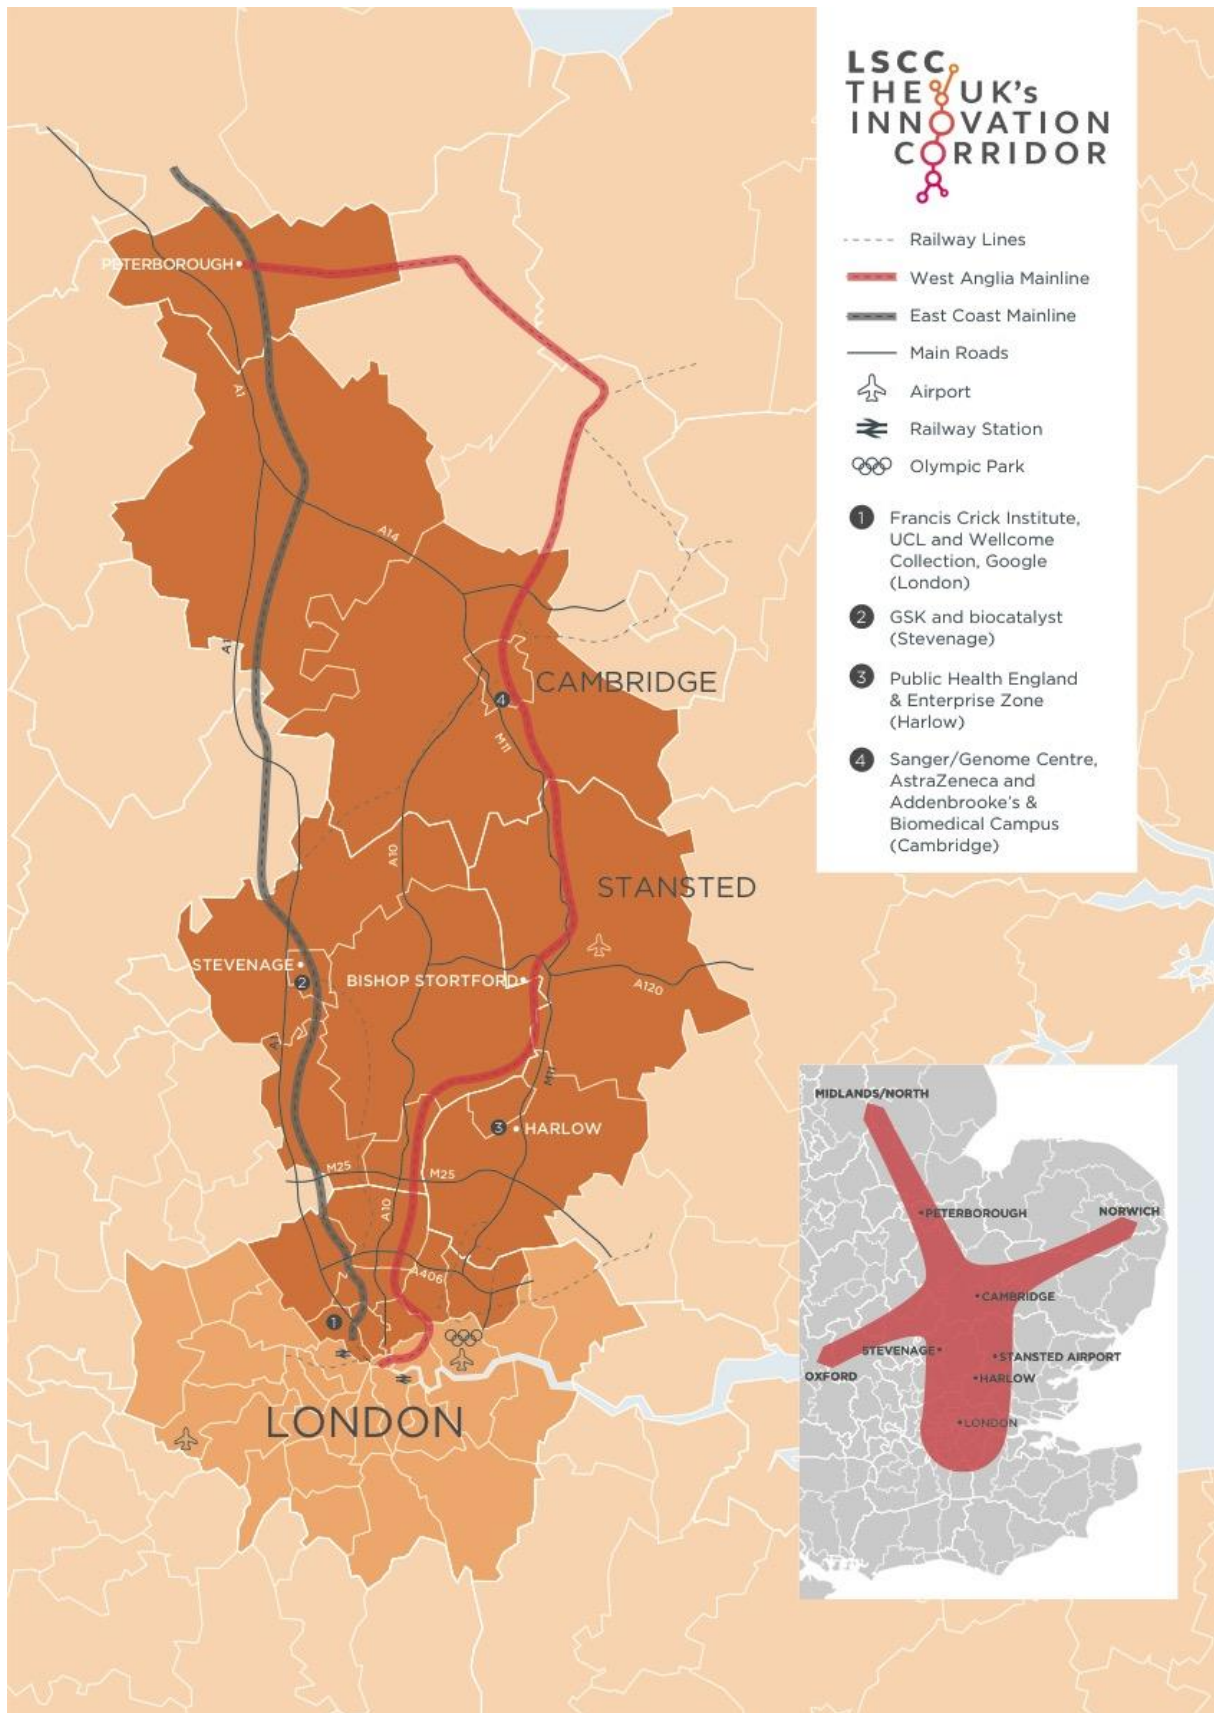 LSCC
THE UK's
INNOVATION
CORRIDOR
Railway Lines
West Anglia Mainline
East Coast Mainline
Main Roads
Airport
Railway Station
Olympic Park
1 Francis Crick Institute,
UCL and Wellcome
Collection, Google
(London)
2 GSK and biocatalyst
(Stevenage)
3 Public Health England
& Enterprise Zone
(Harlow)
4 Sanger/Genome Centre,
AstraZeneca and
Addenbrooke's &
Biomedical Campus
(Cambridge)
PETERBOROUGH
A1
A14
A1
CAMBRIDGE
4
M11
A10
STANSTED
STEVENAGE
2
BISHOP STORTFORD
A120
M11
3
HARLOW
M25
M25
A10
A406
1
LONDON
MIDLANDS/NORTH
PETERBOROUGH
NORWICH
CAMBRIDGE
STEVENAGE
STANSTED AIRPORT
OXFORD
HARLOW
LONDON